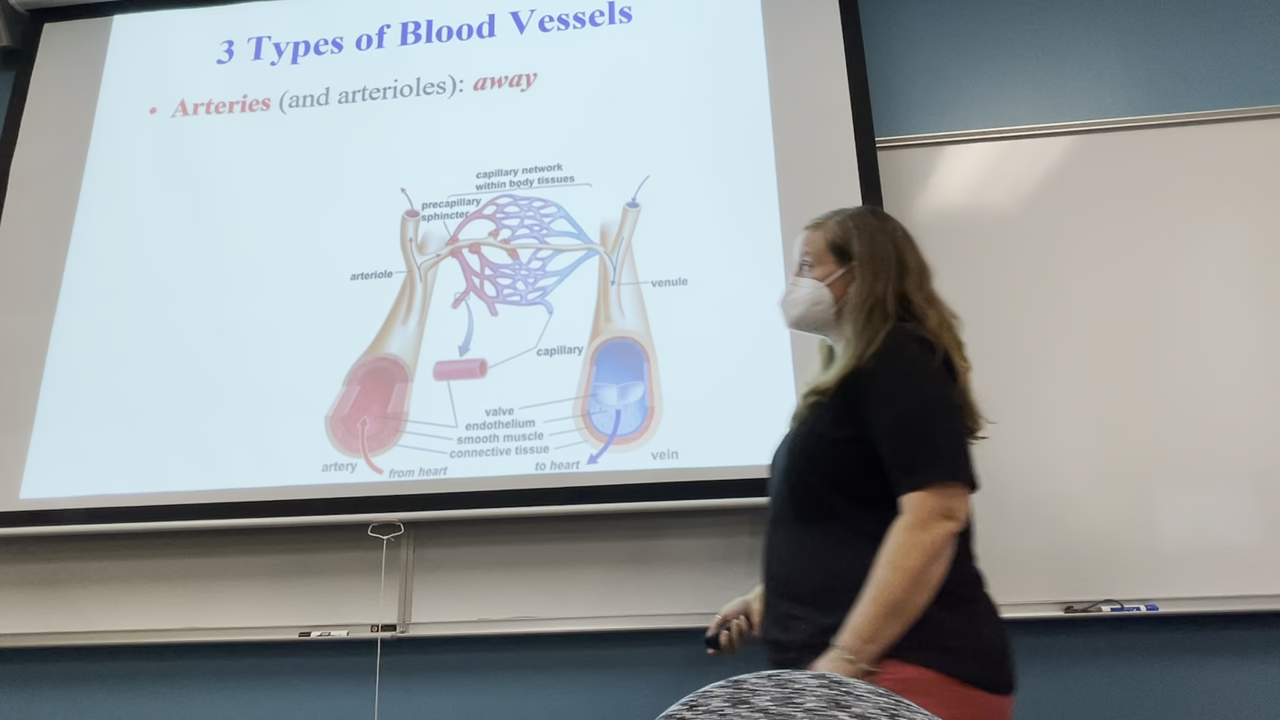 3 Types of Blood Vessels
• Arteries (and arterioles): away
capillary network
within body tissues
precapillary
sphincter
arteriole
venule
capillary
valve
endothelium
smooth muscle
connective tissue
artery
from heart
to heart
vein